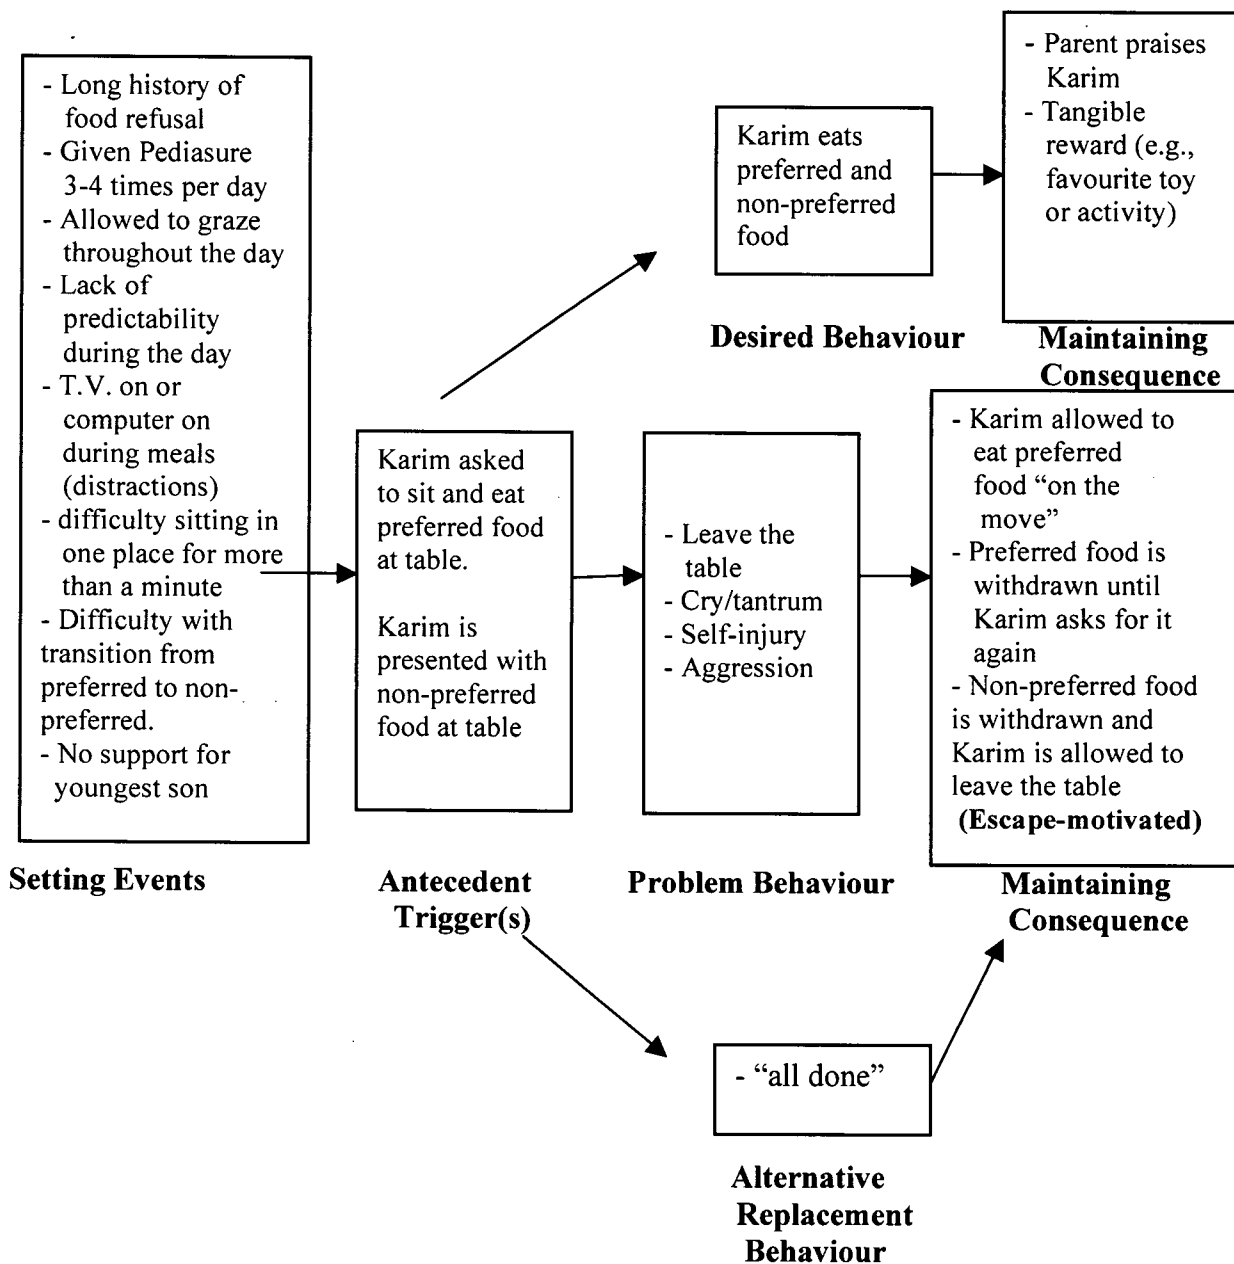 - Long history of
food refusal
- Given Pediasure
3-4 times per day
- Allowed to graze
throughout the day
- Lack of
predictability
during the day
- T.V. on or
computer on
during meals
(distractions)
- difficulty sitting in
one place for more
than a minute
- Difficulty with
transition from
preferred to non-
preferred.
- No support for
youngest son
Setting Events
Karim asked
to sit and eat
preferred food
at table.
Karim is
presented with
non-preferred
food at table
Antecedent
Trigger(s)
Karim eats
preferred and
non-preferred
food
Desired Behaviour
- Parent praises
Karim
- Tangible
reward (e.g.,
favourite toy
or activity)
Maintaining
Consequence
- Leave the
table
- Cry/tantrum
- Self-injury
- Aggression
Problem Behaviour
- Karim allowed to
eat preferred
food “on the
move”
- Preferred food is
withdrawn until
Karim asks for it
again
- Non-preferred food
is withdrawn and
Karim is allowed to
leave the table
(Escape-motivated)
Maintaining
Consequence
- “all done”
Alternative
Replacement
Behaviour